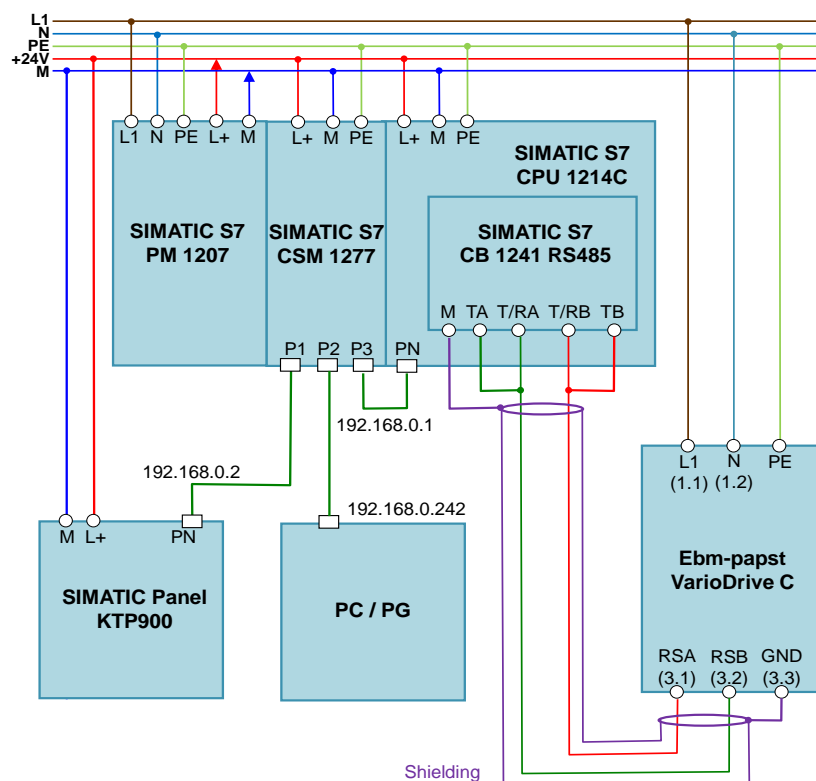 L1
N
PE
+24V
M
L1 N PE L+ M
L+ M PE
L+ M PE
SIMATIC S7
PM 1207
SIMATIC S7
CSM 1277
SIMATIC S7
CPU 1214C
SIMATIC S7
CB 1241 RS485
M TA T/RA T/RB TB
P1 P2 P3 PN
192.168.0.1
192.168.0.2
192.168.0.242
M L+ PN
SIMATIC Panel
KTP900
PC / PG
L1 N PE
(1.1) (1.2)
Ebm-papst
VarioDrive C
RSA RSB GND
(3.1) (3.2) (3.3)
Shielding